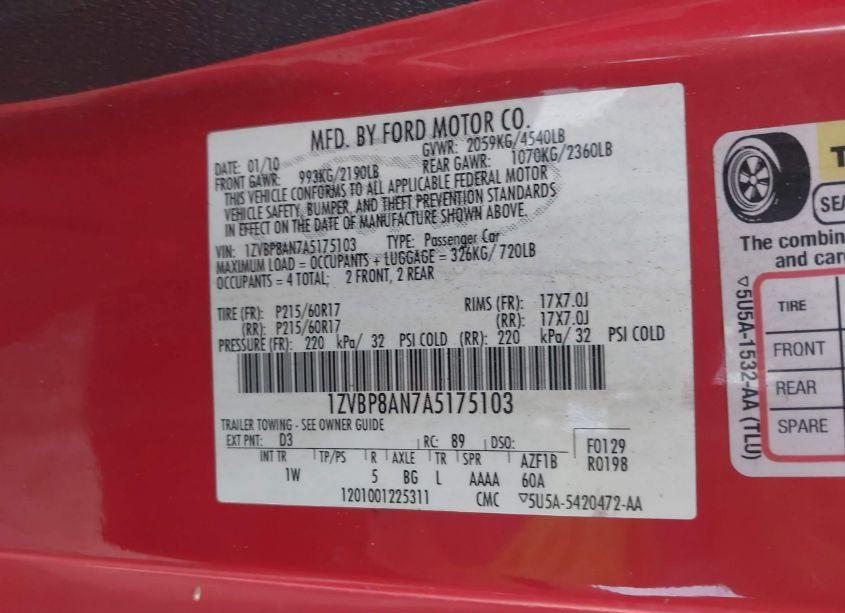 MFD. BY FORD MOTOR CO.
DATE: 01/10 GVWR: 2059KG/4540LB
FRONT GAWR: 993KG/2190LB REAR GAWR: 1070KG/2360LB
THIS VEHICLE CONFORMS TO ALL APPLICABLE FEDERAL MOTOR
VEHICLE SAFETY, BUMPER, AND THEFT PREVENTION STANDARDS
IN EFFECT ON THE DATE OF MANUFACTURE SHOWN ABOVE.
VIN: 1ZVBP8AN7A5175103 TYPE: Passenger Car
MAXIMUM LOAD = OCCUPANTS + LUGGAGE = 326KG/720LB
OCCUPANTS = 4 TOTAL; 2 FRONT, 2 REAR
TIRE (FR): P215/60R17 RIMS (FR): 17X7.0J
(RR): P215/60R17 (RR): 17X7.0J
PRESSURE (FR): 220 kPa/ 32 PSI COLD (RR): 220 kPa/ 32 PSI COLD
1ZVBP8AN7A5175103
TRAILER TOWING - SEE OWNER GUIDE
EXT PNT: D3 RC: 89 DSO: F0129
INT TR TP/PS R AXLE TR SPR AZF1B R0198
1W 5 BG L AAAA 60A
1201001225311 CMC ▽5U5A-5420472-AA
T
SEA
The combin
and car
▽5U5A-1532-AA (TLU)
TIRE
FRONT
REAR
SPARE